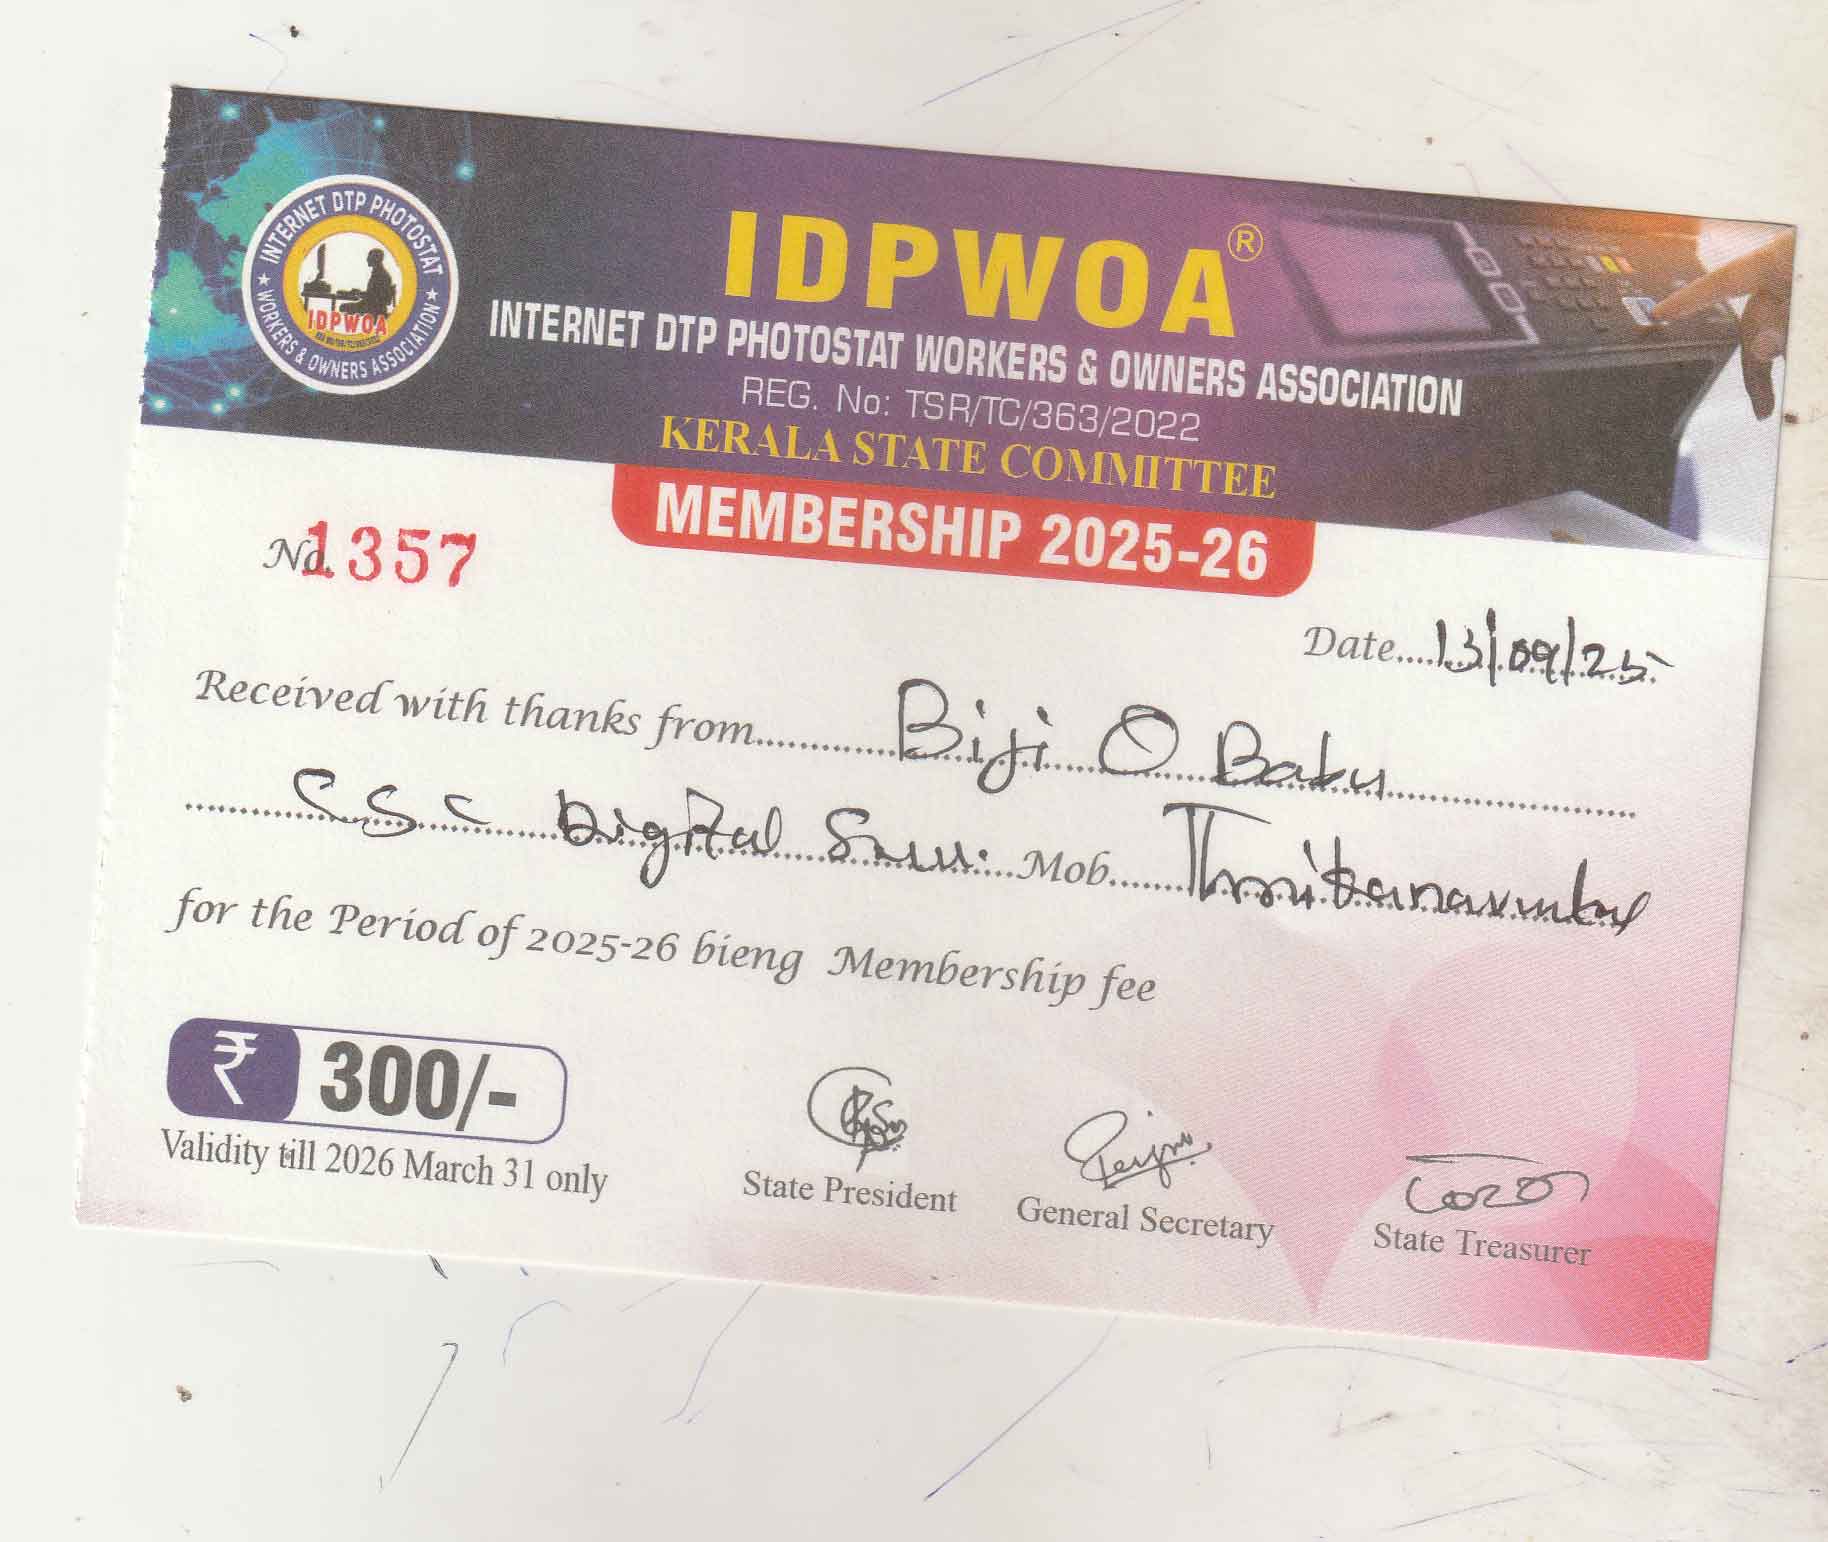 INTERNET DTP PHOTOSTAT
WORKERS & OWNERS ASSOCIATION
IDPWOA
IDPWOA®
INTERNET DTP PHOTOSTAT WORKERS & OWNERS ASSOCIATION
REG. No: TSR/TC/363/2022
KERALA STATE COMMITTEE
MEMBERSHIP 2025-26
No. 1357
Date....13/09/25
Received with thanks from Biji O Babu
CSC Digital Mob
for the Period of 2025-26 bieng Membership fee
₹ 300/-
Validity till 2026 March 31 only
State President
General Secretary
State Treasurer